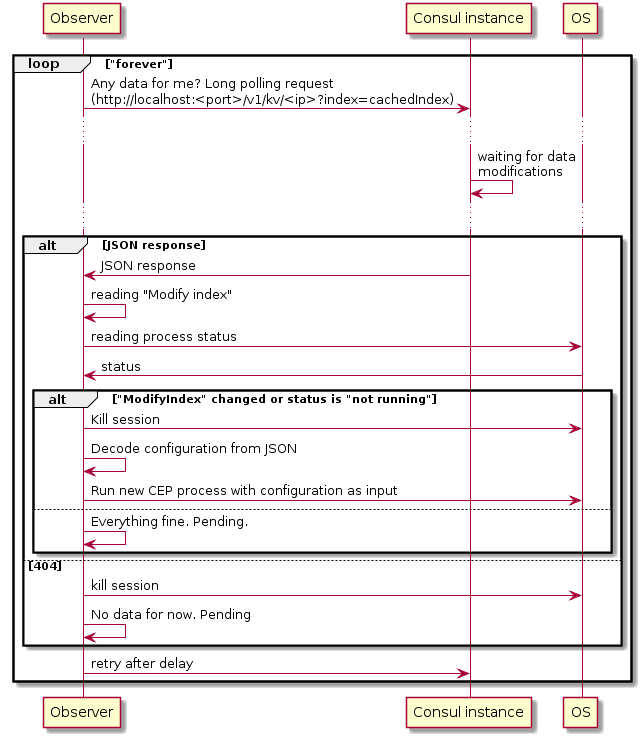 Observer
Consul instance
OS
loop
["forever"]
Any data for me? Long polling request
(http://localhost:<port>/v1/kv/<ip>?index=cachedIndex)
waiting for data
modifications
alt
[JSON response]
JSON response
reading "Modify index"
reading process status
status
alt
["ModifyIndex" changed or status is "not running"]
Kill session
Decode configuration from JSON
Run new CEP process with configuration as input
Everything fine. Pending.
[404]
kill session
No data for now. Pending
retry after delay
Observer
Consul instance
OS